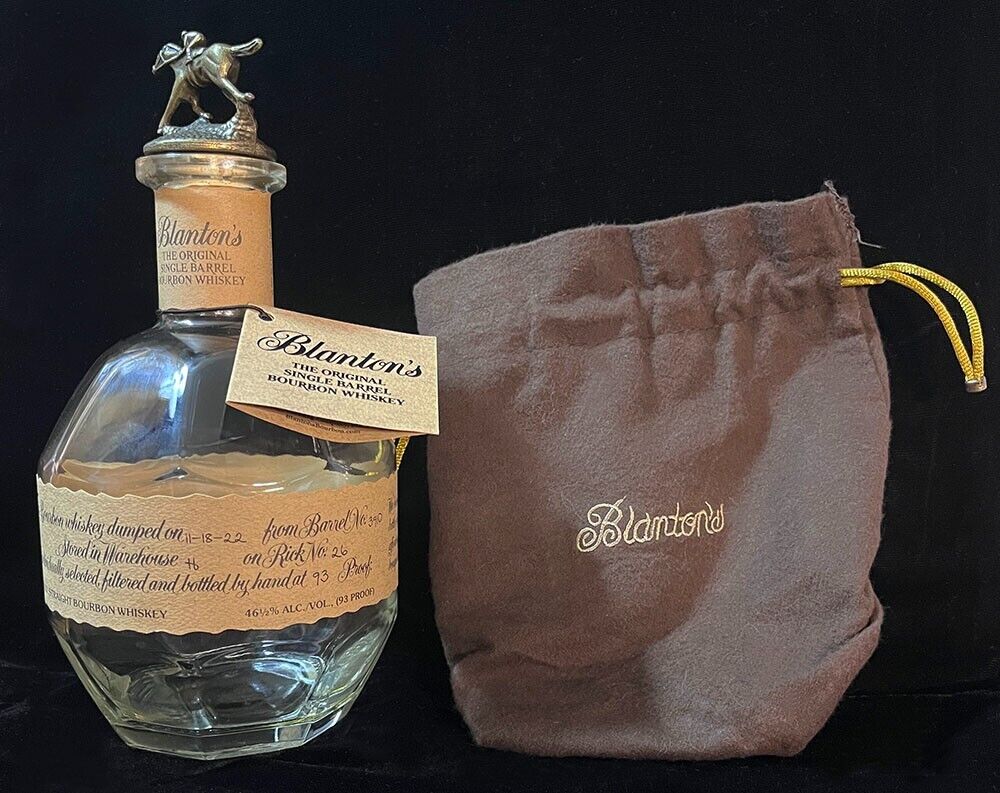 Blanton's
THE ORIGINAL
SINGLE BARREL
BOURBON WHISKEY
Blanton's
THE ORIGINAL
SINGLE BARREL
BOURBON WHISKEY
BlantonsBourbon.com
Bourbon whiskey dumped on 11-18-22 from Barrel No: 390
Stored in Warehouse H on Rick No: 26
selected, filtered and bottled by hand at 93 Proof:
STRAIGHT BOURBON WHISKEY 46½% ALC./VOL., (93 PROOF)
Blanton's